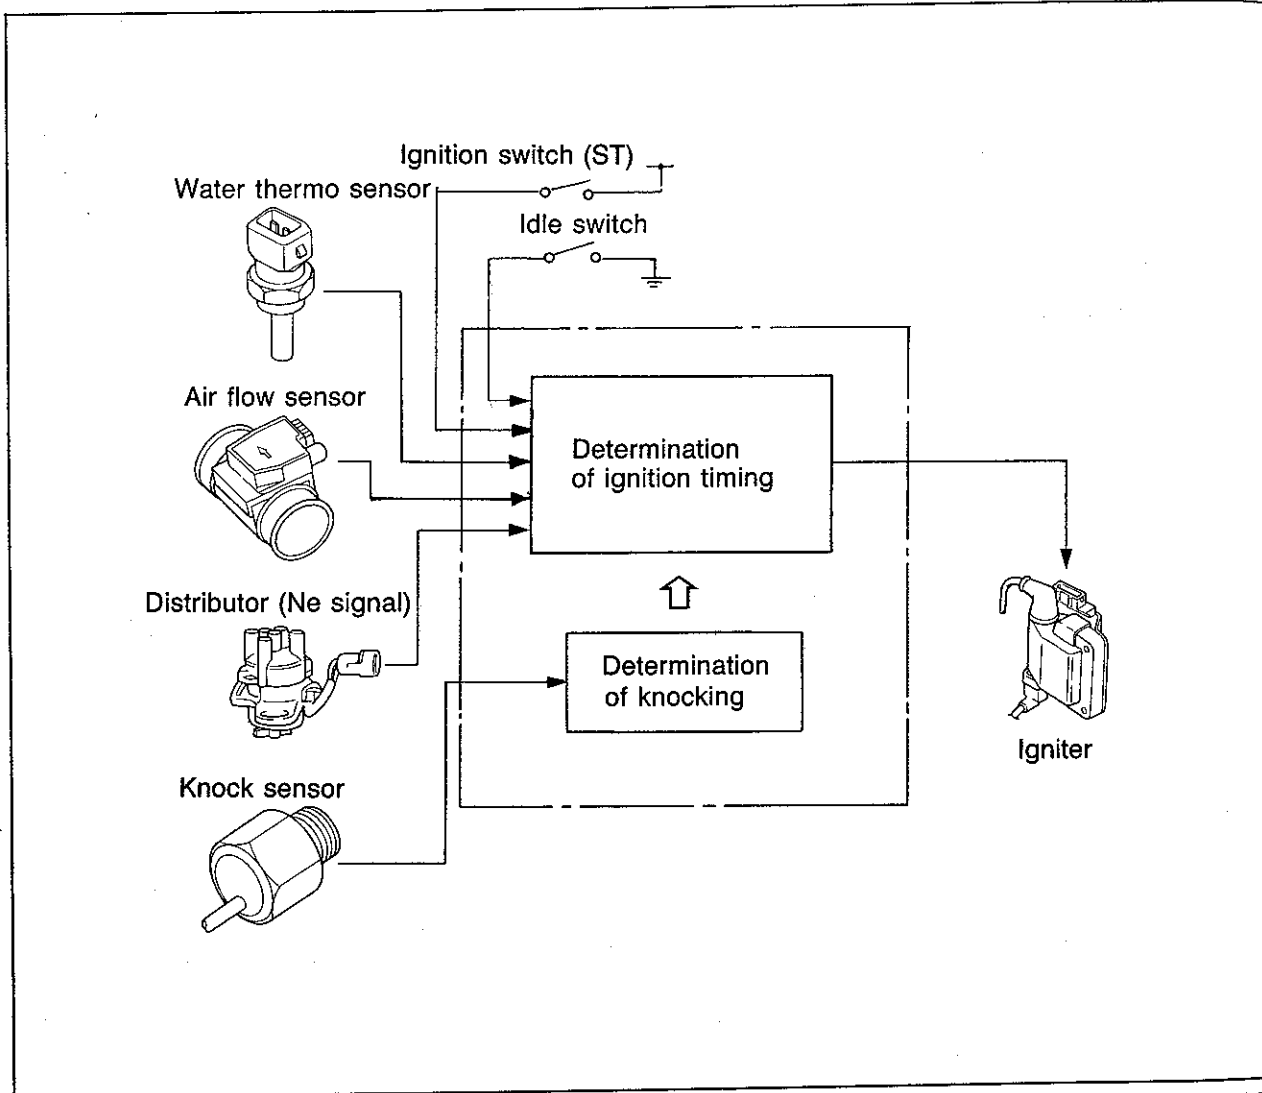 Ignition switch (ST)
Water thermo sensor
Idle switch
Air flow sensor
Determination
of ignition timing
Distributor (Ne signal)
Determination
of knocking
Igniter
Knock sensor